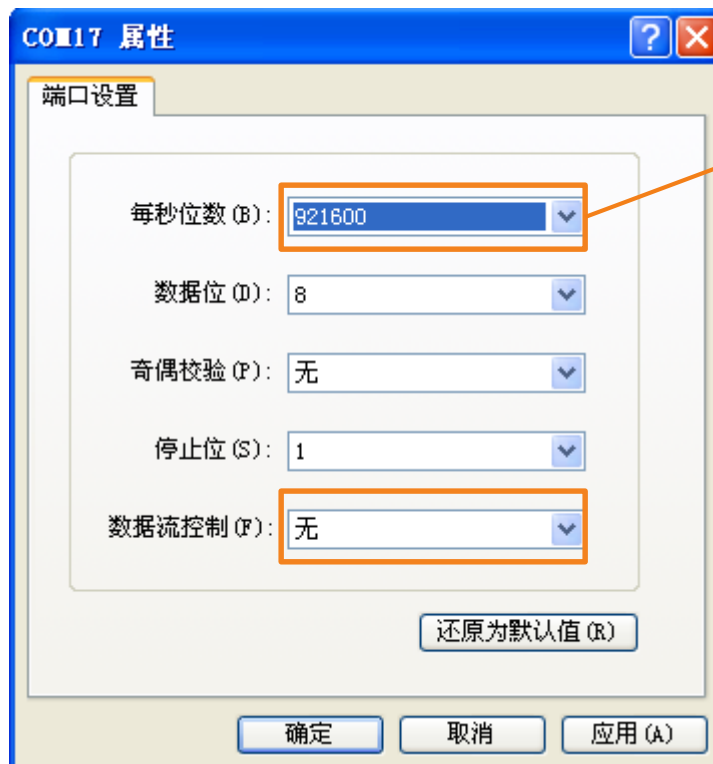 COM17 属性
端口设置
每秒位数(B): 921600
数据位(D): 8
奇偶校验(P): 无
停止位(S): 1
数据流控制(F): 无
还原为默认值(R)
确定 取消 应用(A)